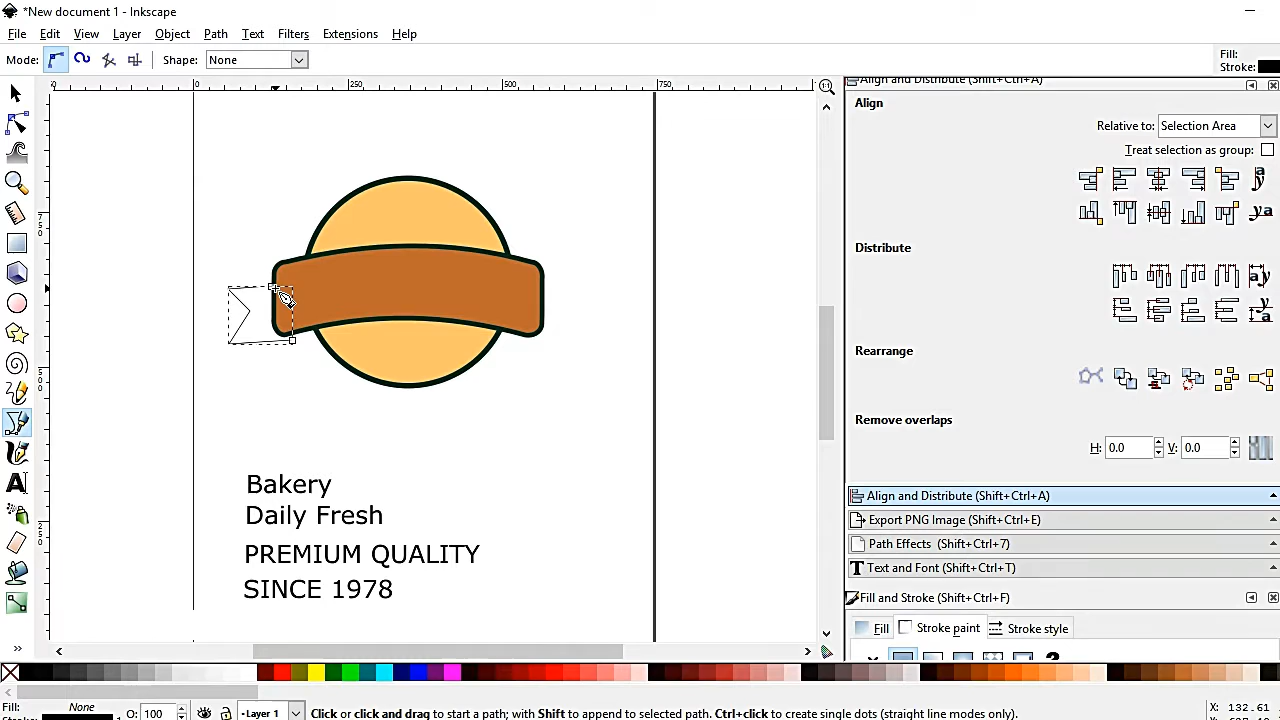 *New document 1 - Inkscape
File Edit View Layer Object Path Text Filters Extensions Help
Mode: Shape: None
Fill:
Stroke:
0 250 500 750
Align and Distribute (Shift+Ctrl+A)
Align
Relative to: Selection Area
Treat selection as group:
Distribute
Rearrange
Remove overlaps
H: 0.0 V: 0.0
Align and Distribute (Shift+Ctrl+A)
Export PNG Image (Shift+Ctrl+E)
Path Effects (Shift+Ctrl+7)
Text and Font (Shift+Ctrl+T)
Fill and Stroke (Shift+Ctrl+F)
Fill Stroke paint Stroke style
Bakery
Daily Fresh
PREMIUM QUALITY
SINCE 1978
Fill: None
O: 100 Layer 1 Click or click and drag to start a path; with Shift to append to selected path. Ctrl+click to create single dots (straight line modes only).
X: 132.61